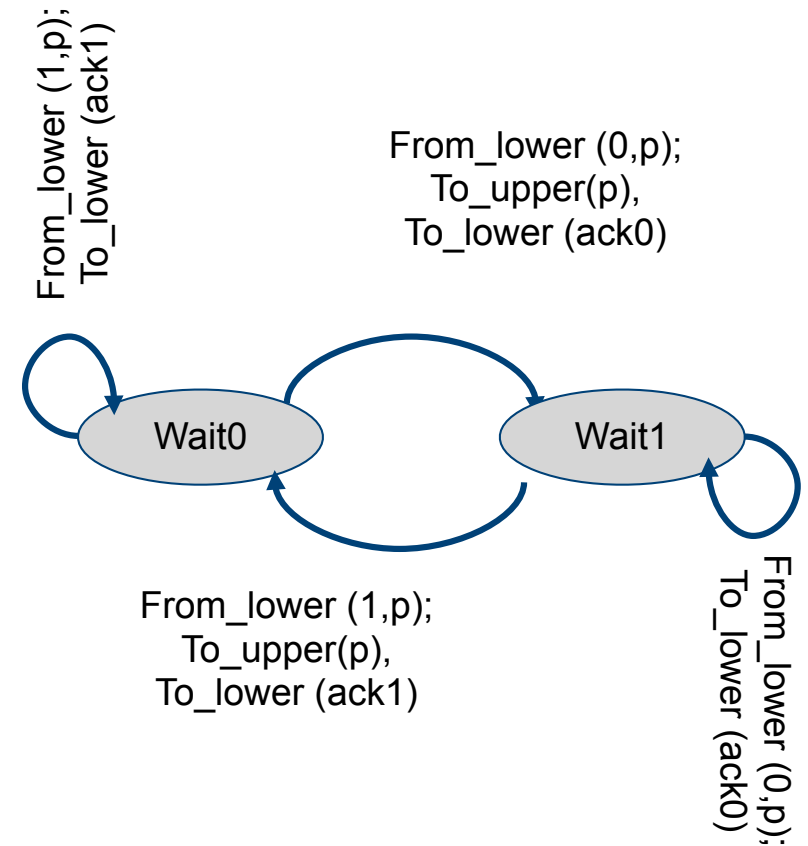 From_lower (1,p);
To_lower (ack1)
From_lower (0,p);
To_upper(p),
To_lower (ack0)
Wait0
Wait1
From_lower (1,p);
To_upper(p),
To_lower (ack1)
From_lower (0,p);
To_lower (ack0)